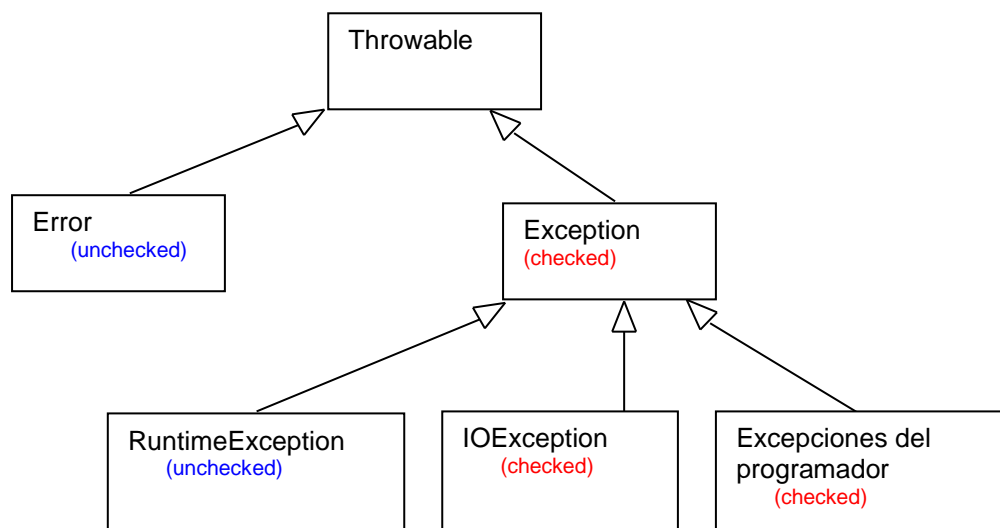 Throwable
Error
(unchecked)
Exception
(checked)
RuntimeException
(unchecked)
IOException
(checked)
Excepciones del
programador
(checked)